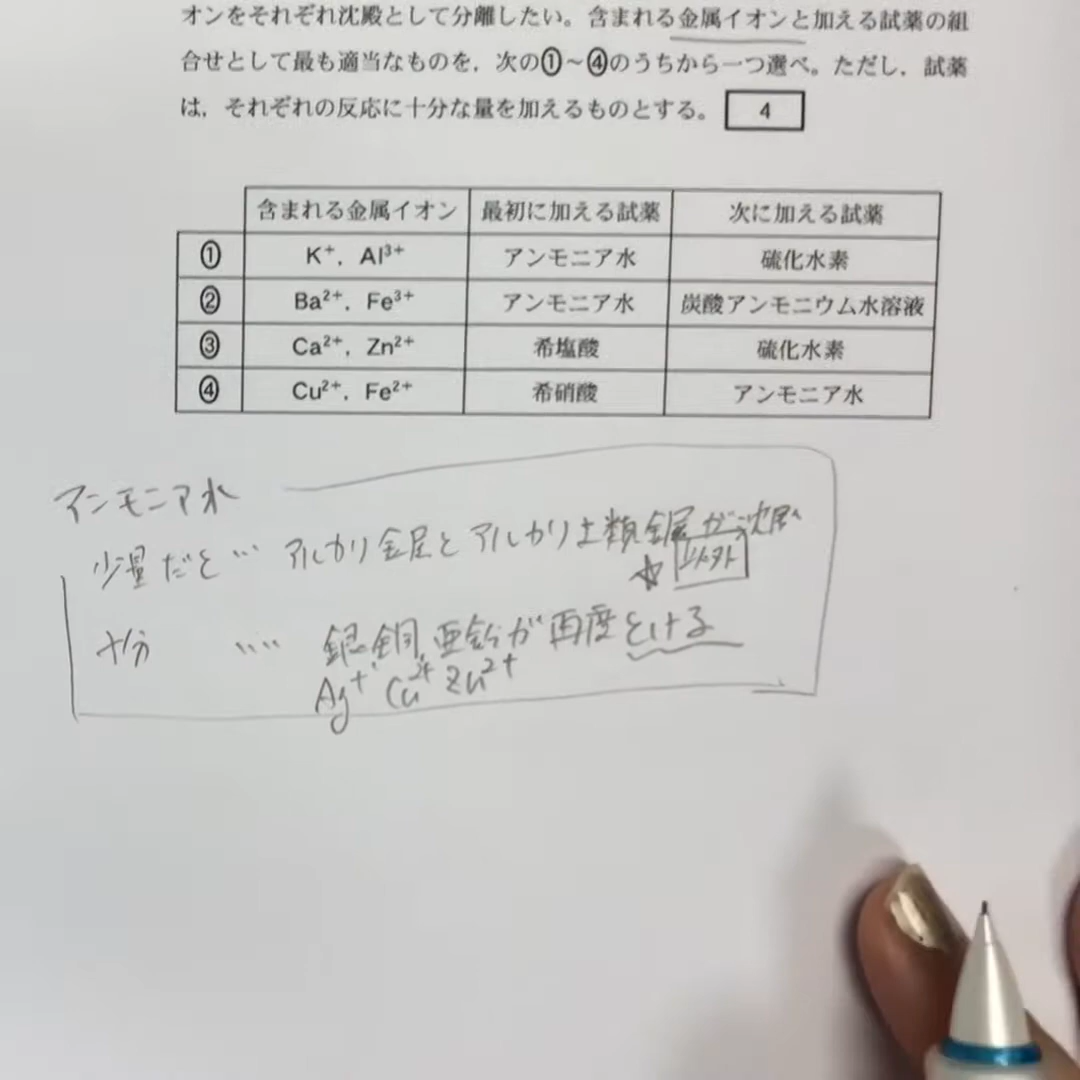 オンをそれぞれ沈殿として分離したい。含まれる金属イオンと加える試薬の組
合せとして最も適当なものを，次の①～④のうちから一つ選べ。ただし，試薬
は，それぞれの反応に十分な量を加えるものとする。 4
含まれる金属イオン 最初に加える試薬 次に加える試薬
① K⁺，Al³⁺ アンモニア水 硫化水素
② Ba²⁺，Fe³⁺ アンモニア水 炭酸アンモニウム水溶液
③ Ca²⁺，Zn²⁺ 希塩酸 硫化水素
④ Cu²⁺，Fe²⁺ 希硝酸 アンモニア水
アンモニア水
少量だと… アルカリ金属とアルカリ土類金属が沈殿
☆ 以外
十分 …. 銀、銅、亜鉛が再度とける
Ag⁺ Cu²⁺ Zn²⁺